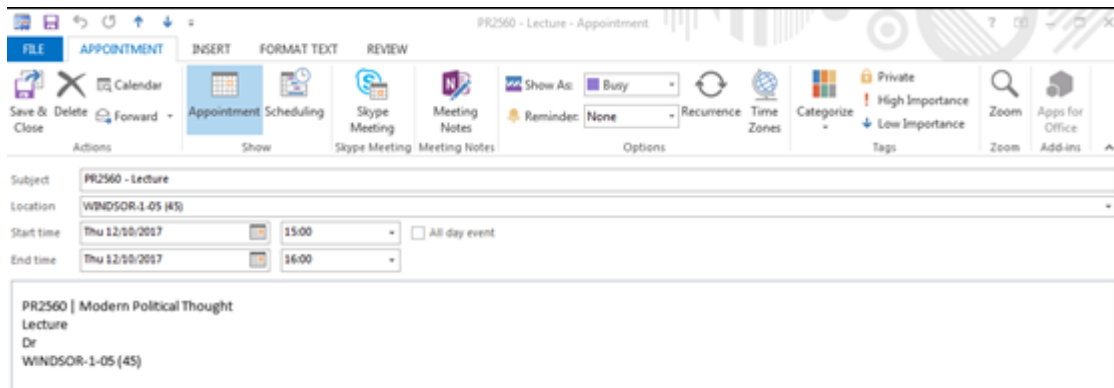 PR2560 - Lecture - Appointment
?
FILE APPOINTMENT INSERT FORMAT TEXT REVIEW
Save & Close
Delete
Calendar
Forward
Actions
Appointment
Scheduling
Show
Skype Meeting
Skype Meeting
Meeting Notes
Meeting Notes
Show As: Busy
Reminder: None
Recurrence
Time Zones
Options
Categorize
Private
High Importance
Low Importance
Tags
Zoom
Zoom
Apps for Office
Add-ins
Subject PR2560 - Lecture
Location WINDSOR-1-05 (45)
Start time Thu 12/10/2017 15:00 All day event
End time Thu 12/10/2017 16:00
PR2560 | Modern Political Thought
Lecture
Dr
WINDSOR-1-05 (45)